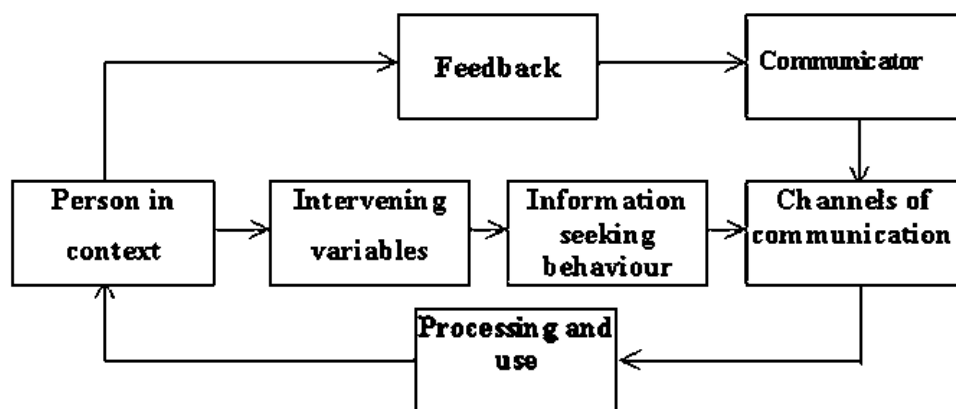 Feedback
Communicator
Person in
context
Intervening
variables
Information
seeking
behaviour
Channels of
communication
Processing and
use